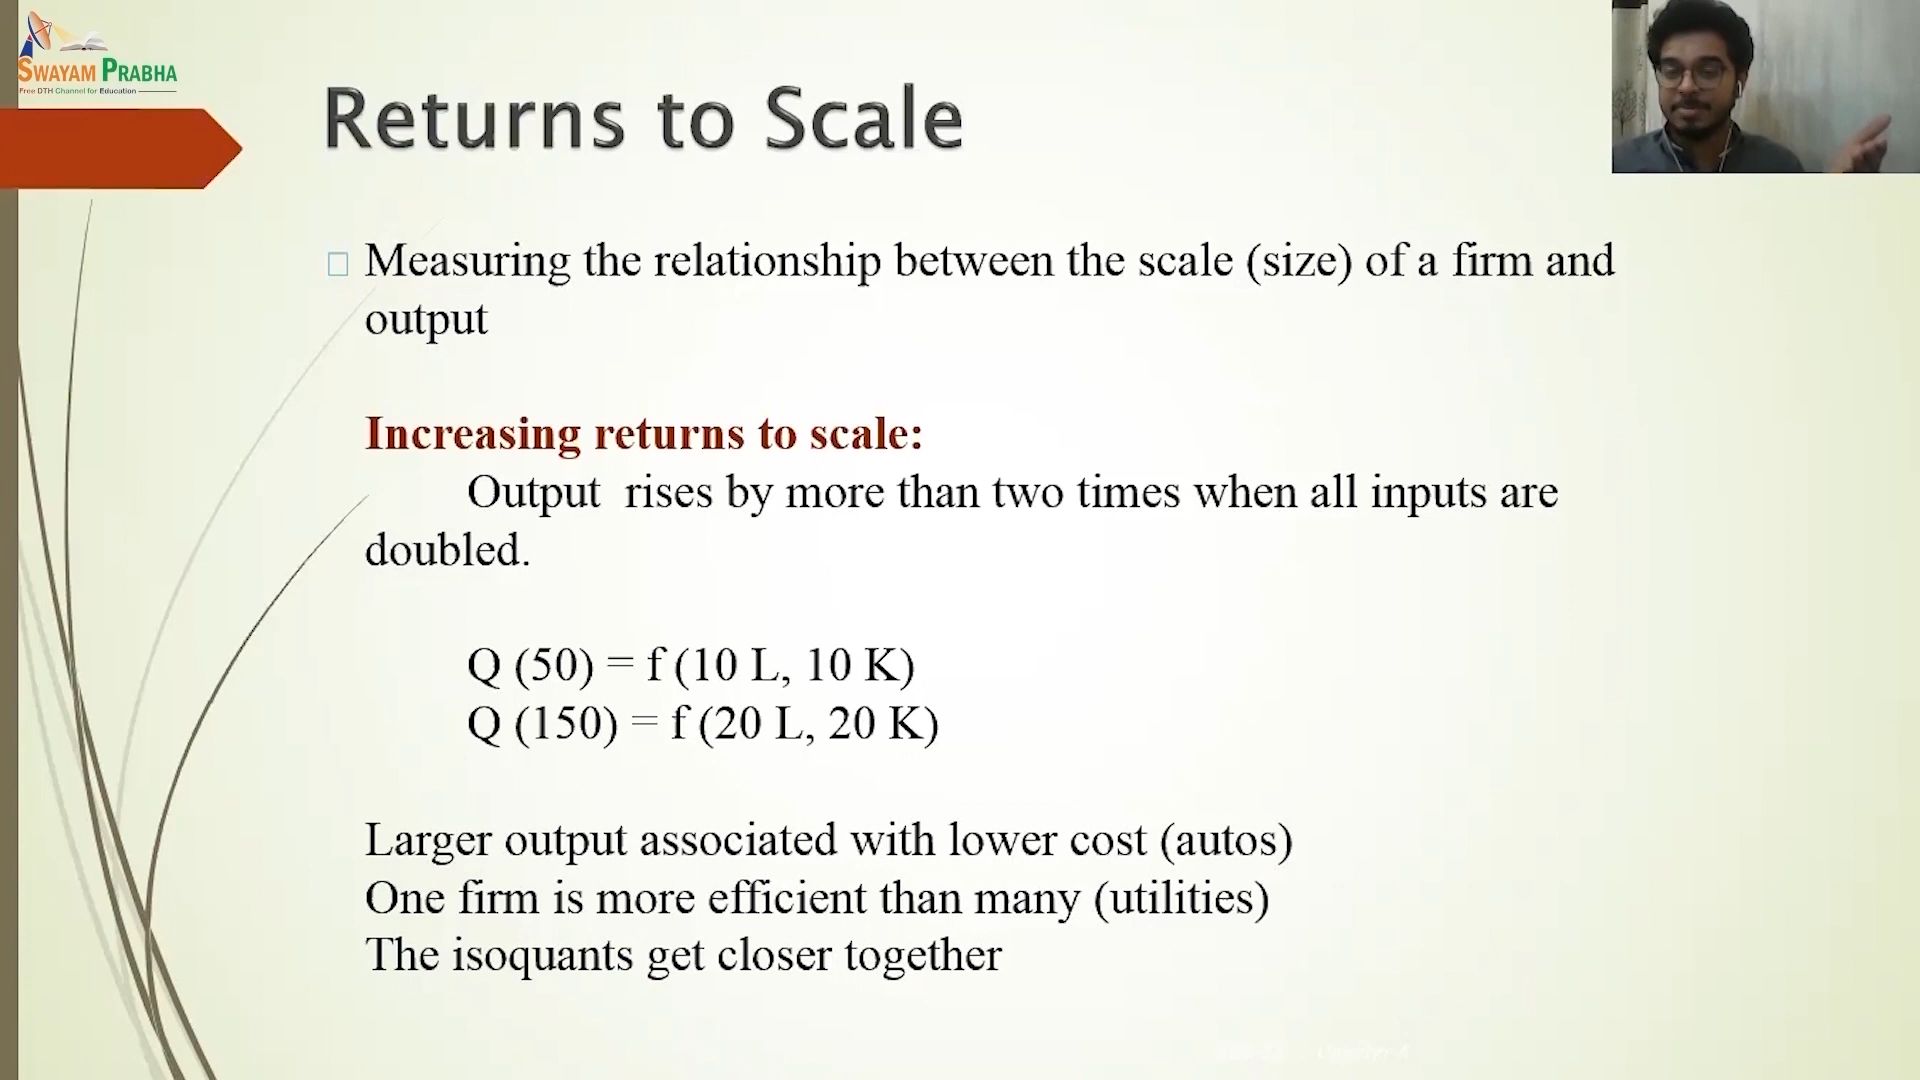 SWAYAM PRABHA
Free DTH Channel for Education
Returns to Scale
Measuring the relationship between the scale (size) of a firm and
output
Increasing returns to scale:
Output rises by more than two times when all inputs are
doubled.
Q (50) = f (10 L, 10 K)
Q (150) = f (20 L, 20 K)
Larger output associated with lower cost (autos)
One firm is more efficient than many (utilities)
The isoquants get closer together